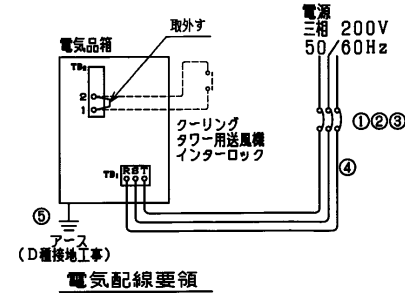 電源
三相 200V
50/60Hz
取外す
電気品箱
TB₂
2
1
クーリング
タワー用送風機
インターロック
①②③
④
TB₁
R S T
⑤
アース
(D種接地工事)
電気配線要領